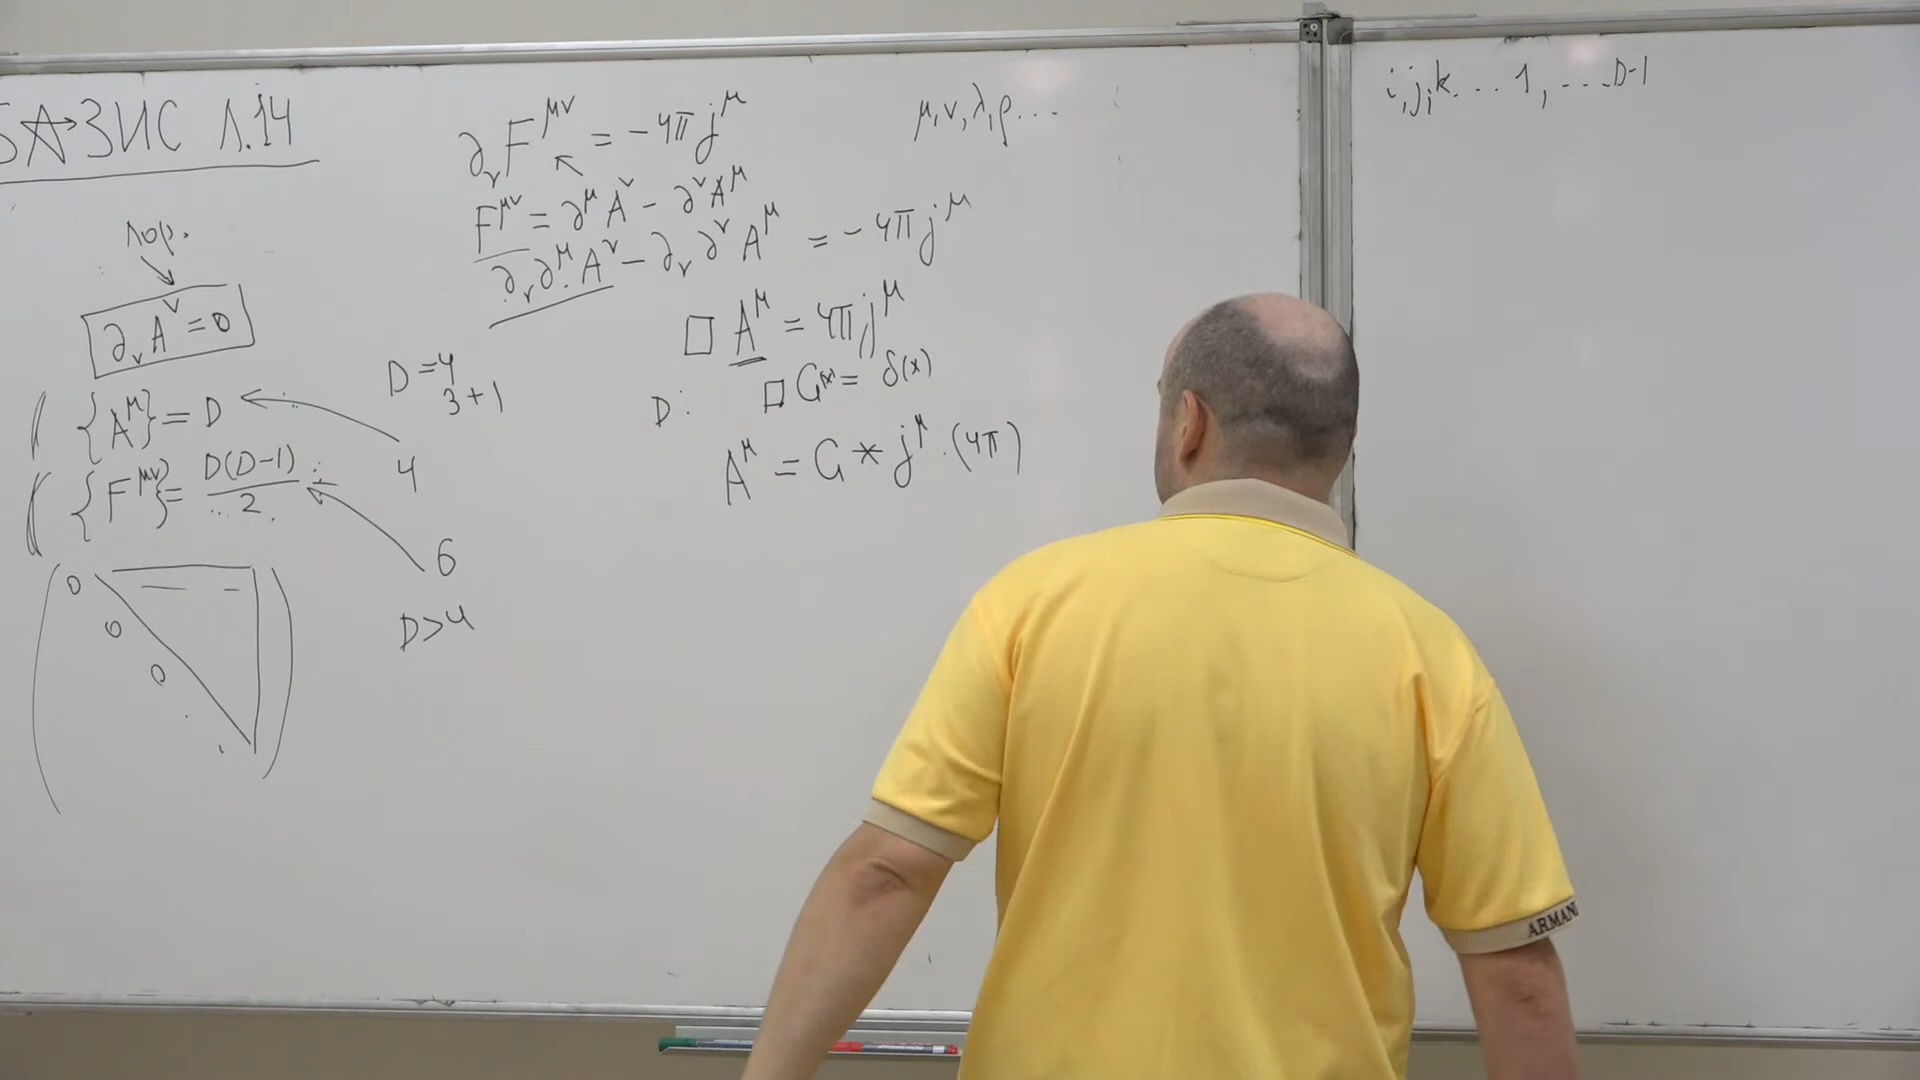 БАЗИС Л.14
Лор.
∂_ν A^ν = 0
{A^μ} = D
{F^μν} = D(D-1)/2
0
0
0
D = 4
3+1
4
6
D>4
∂_ν F^μν = -4π j^μ
F^μν = ∂^μ A^ν - ∂^ν A^μ
∂_ν ∂^μ A^ν - ∂_ν ∂^ν A^μ = -4π j^μ
□ A^μ = 4π j^μ
D: □ G(x) = δ(x)
A^μ = G * j^μ · (4π)
μ, ν, λ, ρ...
i, j, k... 1, ... D-1
ARMANI